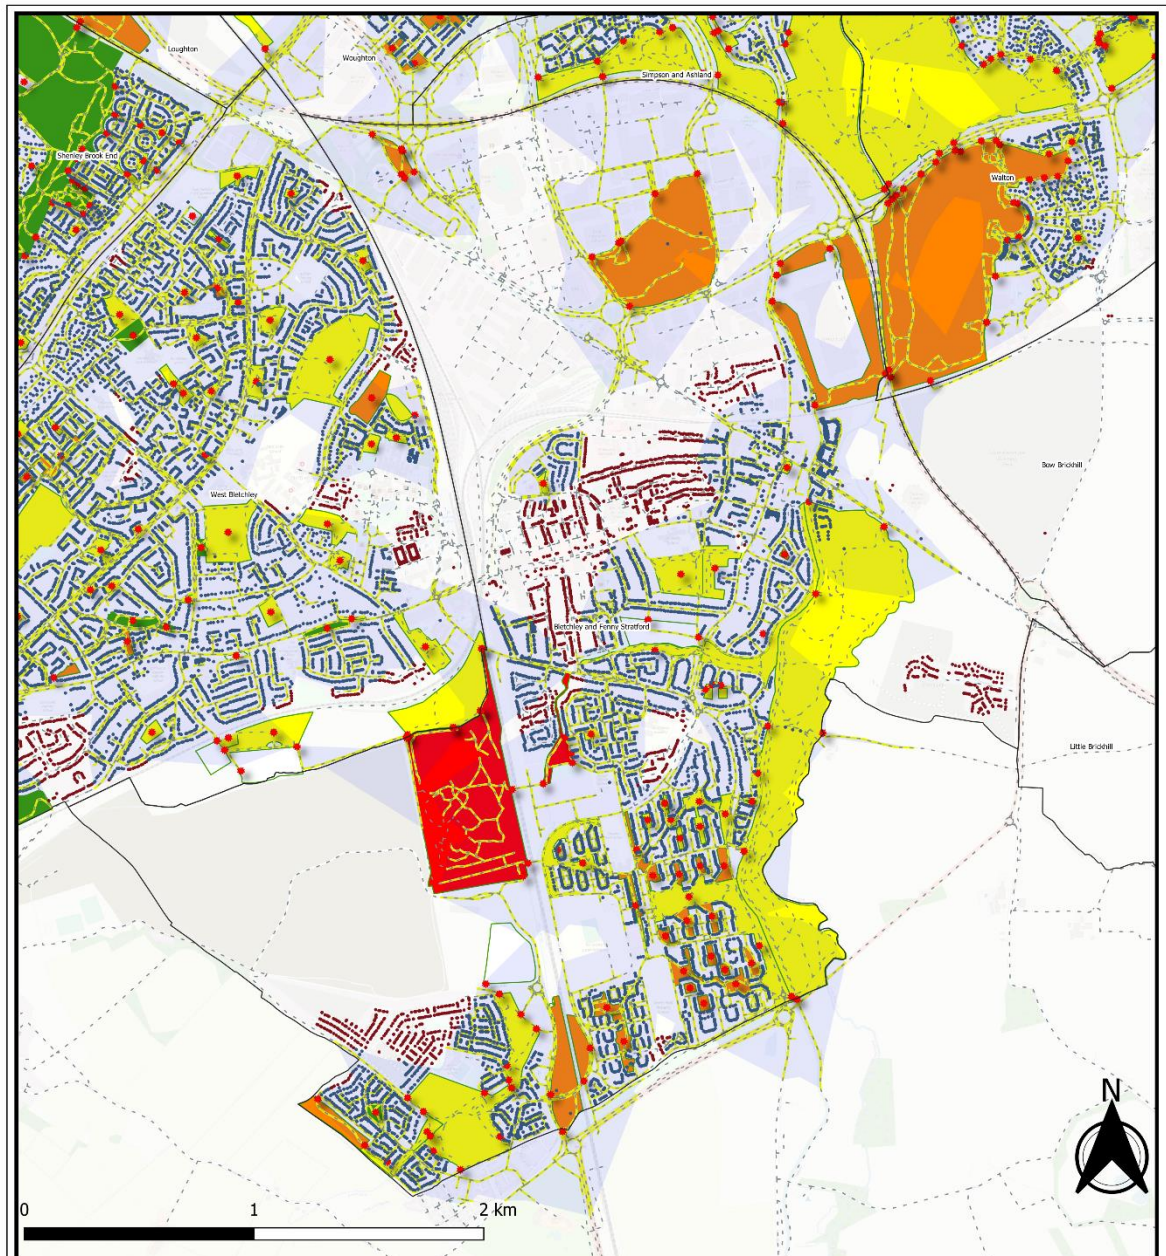 Loughton
Woughton
Simpson and Ashland
Shenley Brook End
Walton
Bow Brickhill
West Bletchley
Bletchley and Fenny Stratford
Little Brickhill
N
0 1 2 km